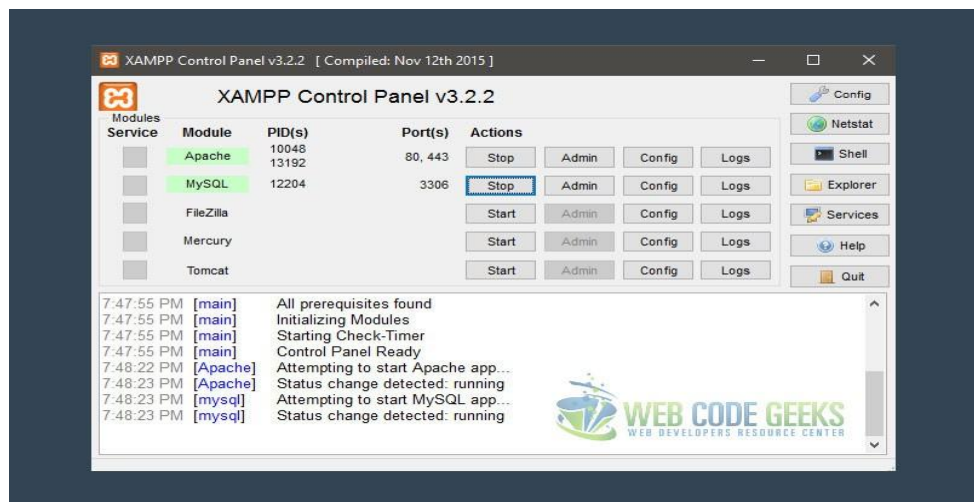 XAMPP Control Panel v3.2.2 [ Compiled: Nov 12th 2015 ]
XAMPP Control Panel v3.2.2
Config
Netstat
Shell
Explorer
Services
Help
Quit
Modules
Service Module PID(s) Port(s) Actions
Apache 10048 13192 80, 443 Stop Admin Config Logs
MySQL 12204 3306 Stop Admin Config Logs
FileZilla Start Admin Config Logs
Mercury Start Admin Config Logs
Tomcat Start Admin Config Logs
7:47:55 PM [main] All prerequisites found
7:47:55 PM [main] Initializing Modules
7:47:55 PM [main] Starting Check-Timer
7:47:55 PM [main] Control Panel Ready
7:48:22 PM [Apache] Attempting to start Apache app...
7:48:23 PM [Apache] Status change detected: running
7:48:23 PM [mysql] Attempting to start MySQL app...
7:48:23 PM [mysql] Status change detected: running
WEB CODE GEEKS
WEB DEVELOPERS RESOURCE CENTER